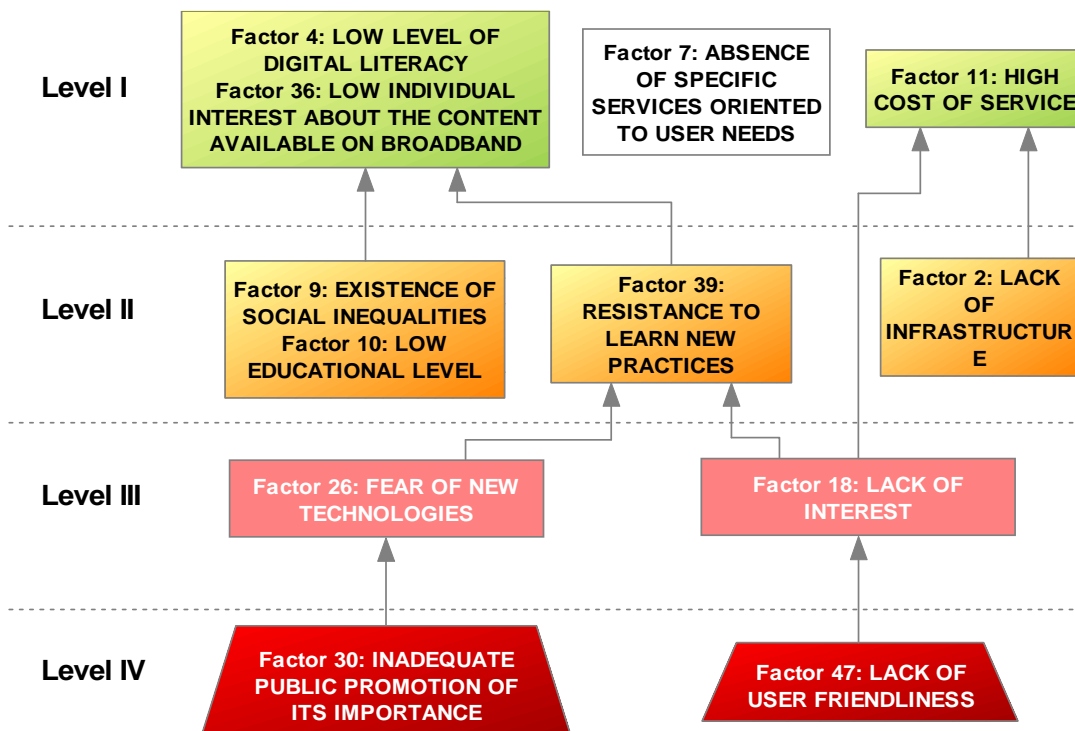 Level I
Factor 4: LOW LEVEL OF
DIGITAL LITERACY
Factor 36: LOW INDIVIDUAL
INTEREST ABOUT THE CONTENT
AVAILABLE ON BROADBAND
Factor 7: ABSENCE
OF SPECIFIC
SERVICES ORIENTED
TO USER NEEDS
Factor 11: HIGH
COST OF SERVICE
Level II
Factor 9: EXISTENCE OF
SOCIAL INEQUALITIES
Factor 10: LOW
EDUCATIONAL LEVEL
Factor 39:
RESISTANCE TO
LEARN NEW
PRACTICES
Factor 2: LACK
OF
INFRASTRUCTUR
E
Level III
Factor 26: FEAR OF NEW
TECHNOLOGIES
Factor 18: LACK OF
INTEREST
Level IV
Factor 30: INADEQUATE
PUBLIC PROMOTION OF
ITS IMPORTANCE
Factor 47: LACK OF
USER FRIENDLINESS